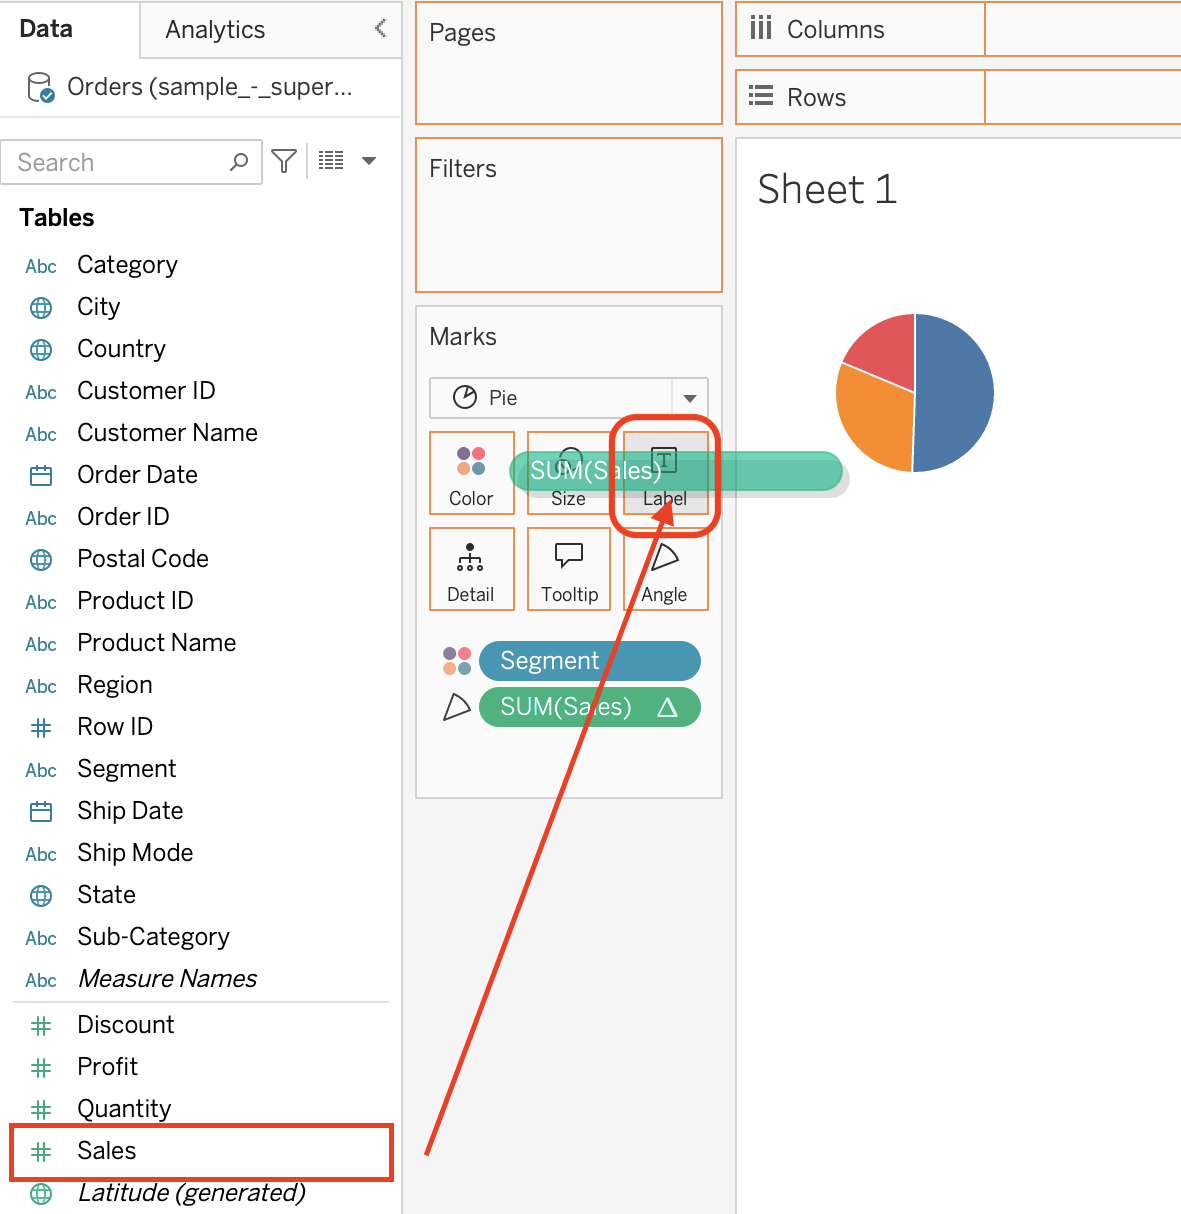 Data
Analytics
Orders (sample_-_super...
Search
Tables
Abc Category
City
Country
Abc Customer ID
Abc Customer Name
Order Date
Abc Order ID
Postal Code
Abc Product ID
Abc Product Name
Abc Region
Row ID
Abc Segment
Ship Date
Abc Ship Mode
State
Abc Sub-Category
Abc Measure Names
Discount
Profit
Quantity
Sales
Latitude (generated)
Pages
Filters
Marks
Pie
SUM(Sales)
Color Size Label
Detail Tooltip Angle
Segment
SUM(Sales) Δ
Columns
Rows
Sheet 1